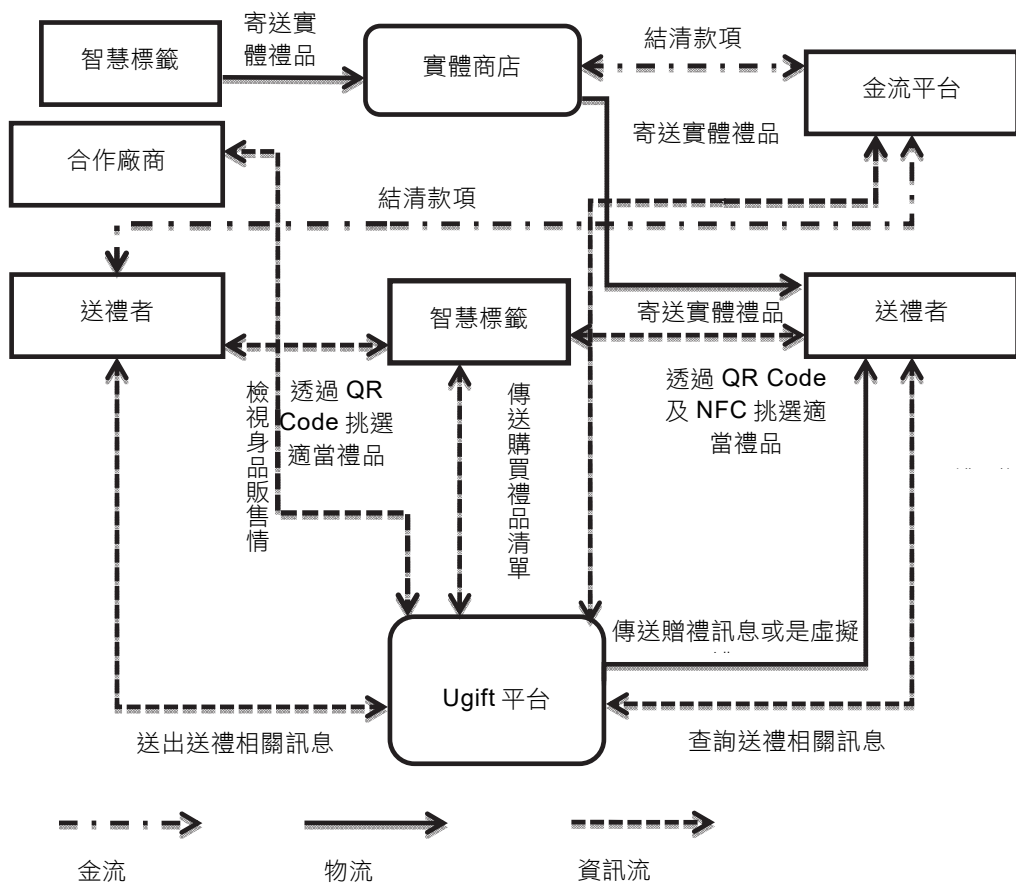 寄送實
體禮品
智慧標籤
實體商店
結清款項
金流平台
合作廠商
寄送實體禮品
結清款項
送禮者
智慧標籤
寄送實體禮品
送禮者
檢視身品販售情
透過 QR
Code 挑選
適當禮品
傳送購買禮品清單
透過 QR Code
及 NFC 挑選適
當禮品
傳送贈禮訊息或是虛擬
Ugift 平台
送出送禮相關訊息
查詢送禮相關訊息
金流
物流
資訊流